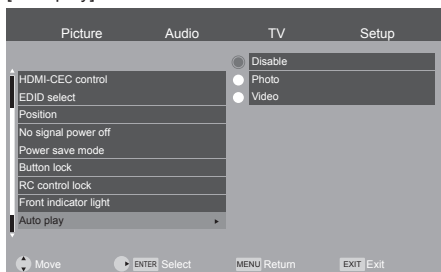 Picture Audio TV Setup
Disable
Photo
Video
HDMI-CEC control
EDID select
Position
No signal power off
Power save mode
Button lock
RC control lock
Front indicator light
Auto play
Move ENTER Select MENU Return EXIT Exit